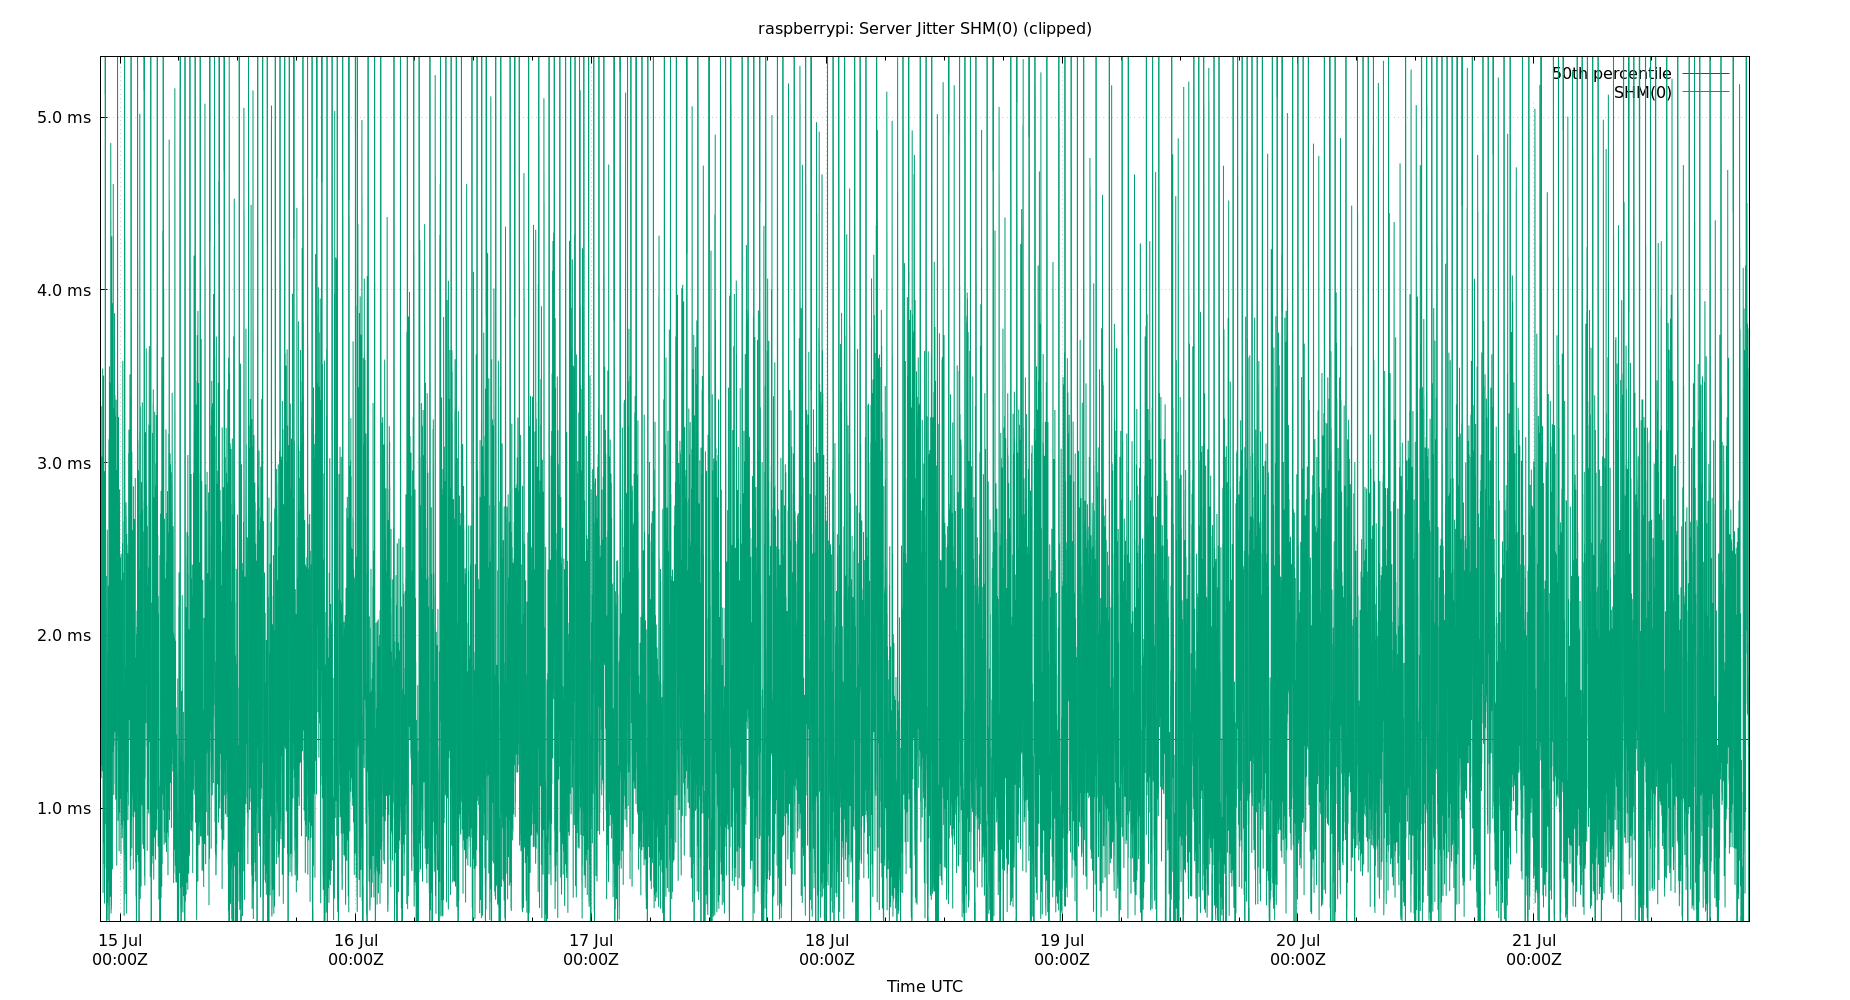 raspberrypi: Server Jitter SHM(0) (clipped)
50th percentile
SHM(0)
5.0 ms
4.0 ms
3.0 ms
2.0 ms
1.0 ms
15 Jul 16 Jul 17 Jul 18 Jul 19 Jul 20 Jul 21 Jul
00:00Z 00:00Z 00:00Z 00:00Z 00:00Z 00:00Z 00:00Z
Time UTC